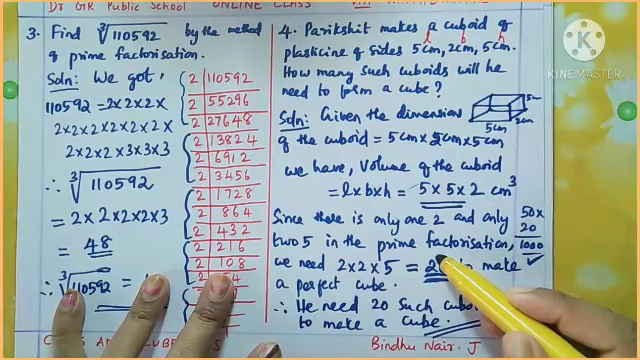 Dr GR Public School ONLINE CLASS
3. Find ∛110592 by the method
of prime factorisation.
Soln: We got,
110592 = 2×2×2×
2×2×2×2×2×2×
2×2×2×3×3×3
∴ ∛110592
= 2×2×2×2×3
= 48
∴ ∛110592 =
2 110592
2 55296
2 27648
2 13824
2 6912
2 3456
2 1728
2 864
2 432
2 216
2 108
2 54
4. Parikshit makes a cuboid of
l b h
plasticine of sides 5cm, 2cm, 5cm.
How many such cuboids will he
need to form a cube?
Soln: Given the dimension
5cm
2cm
5cm
of the cuboid = 5cm×2cm×5cm
we have, Volume of the cuboid
= l×b×h = 5×5×2 cm³
Since there is only one 2 and only
two 5 in the prime factorisation,
we need 2×2×5 = to make
a perfect cube.
∴ He need 20 Such
to make a cube.
50×
20
1000
Bindhu Nair. J
KINEMASTER